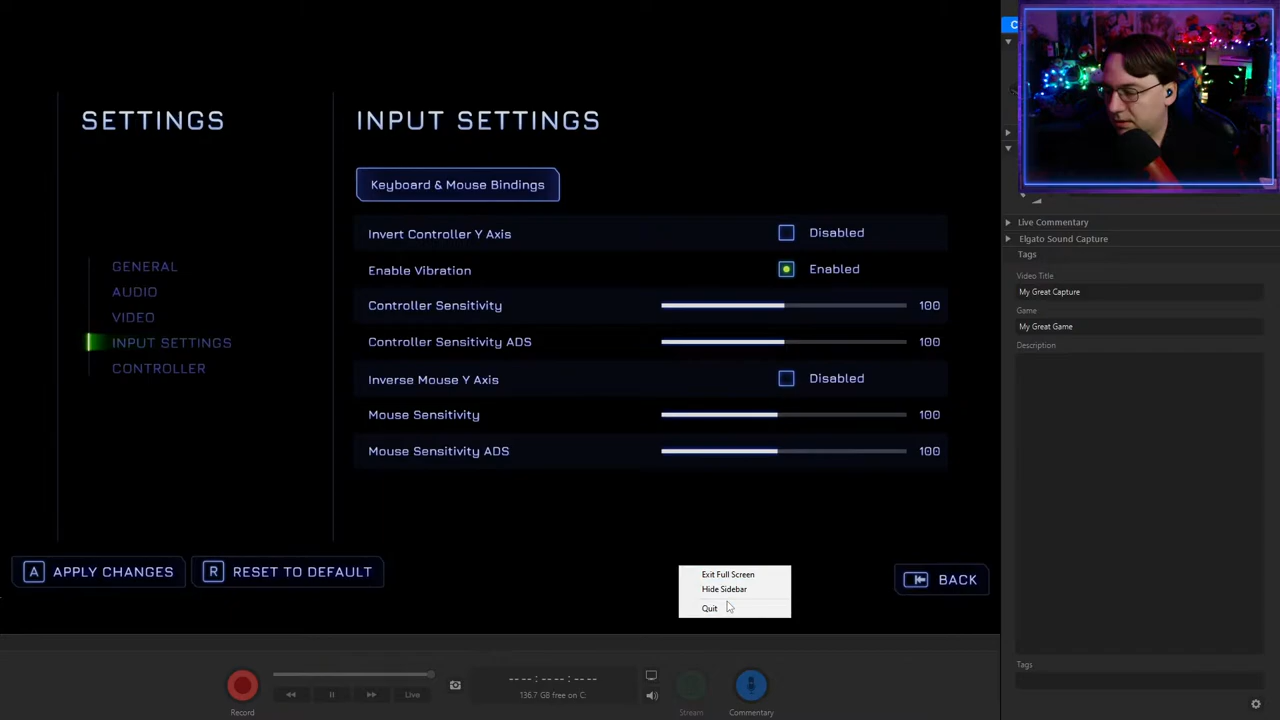 SETTINGS
GENERAL
AUDIO
VIDEO
INPUT SETTINGS
CONTROLLER
INPUT SETTINGS
Keyboard & Mouse Bindings
Invert Controller Y Axis Disabled
Enable Vibration Enabled
Controller Sensitivity 100
Controller Sensitivity ADS 100
Inverse Mouse Y Axis Disabled
Mouse Sensitivity 100
Mouse Sensitivity ADS 100
A APPLY CHANGES
R RESET TO DEFAULT
BACK
Exit Full Screen
Hide Sidebar
Quit
Live Commentary
Elgato Sound Capture
Tags
Video Title
My Great Capture
Game
My Great Game
Description
Tags
Record
Live
--:--:--:--
136.7 GB free on C:
Stream
Commentary